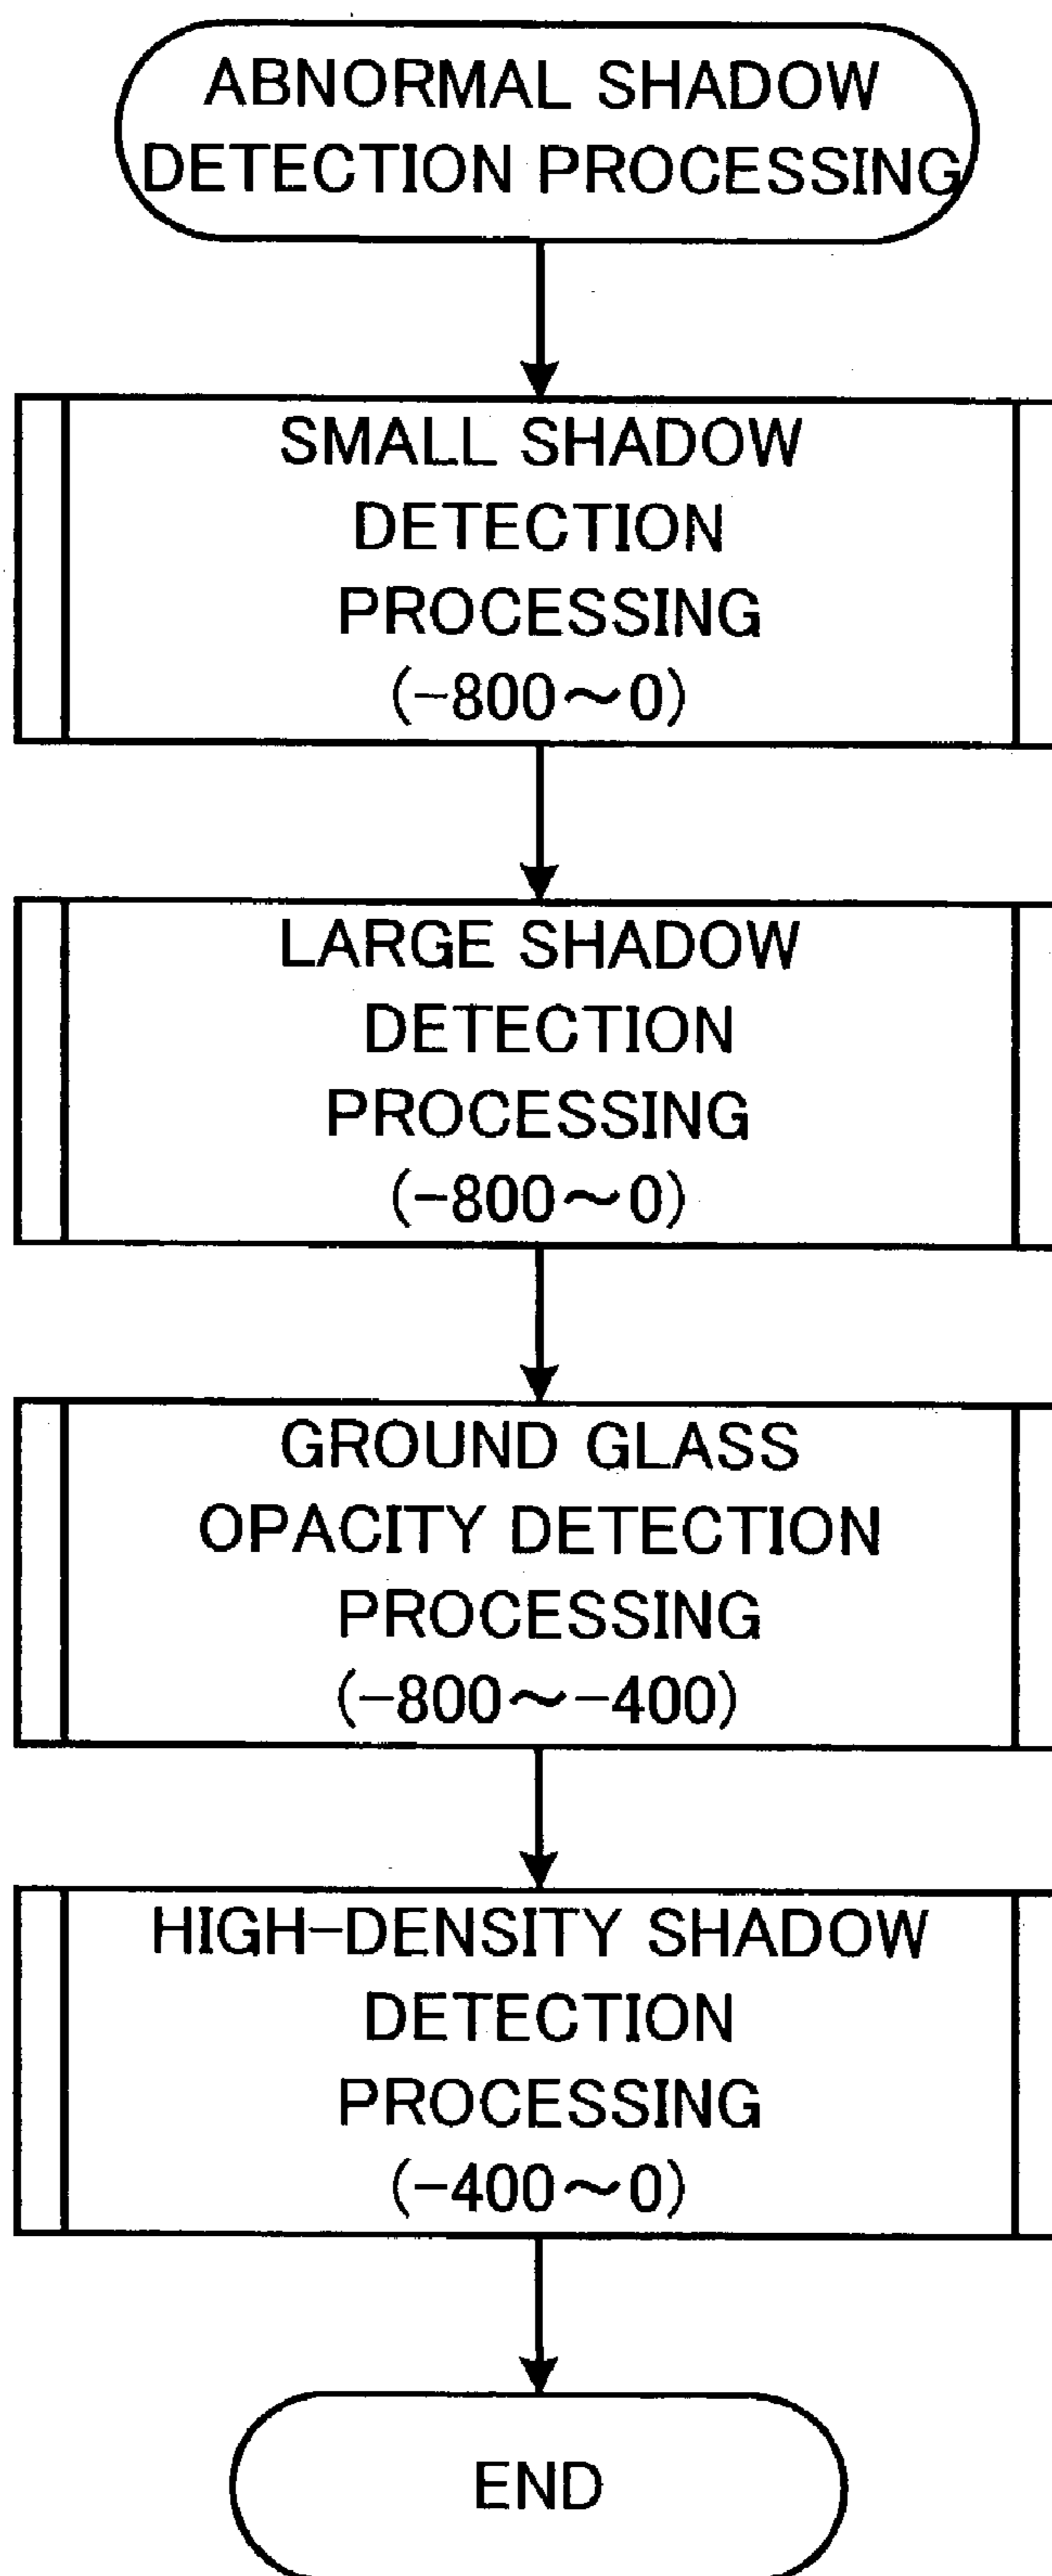 ABNORMAL SHADOW
DETECTION PROCESSING
SMALL SHADOW
DETECTION
PROCESSING
(-800～0)
LARGE SHADOW
DETECTION
PROCESSING
(-800～0)
GROUND GLASS
OPACITY DETECTION
PROCESSING
(-800～-400)
HIGH-DENSITY SHADOW
DETECTION
PROCESSING
(-400～0)
END